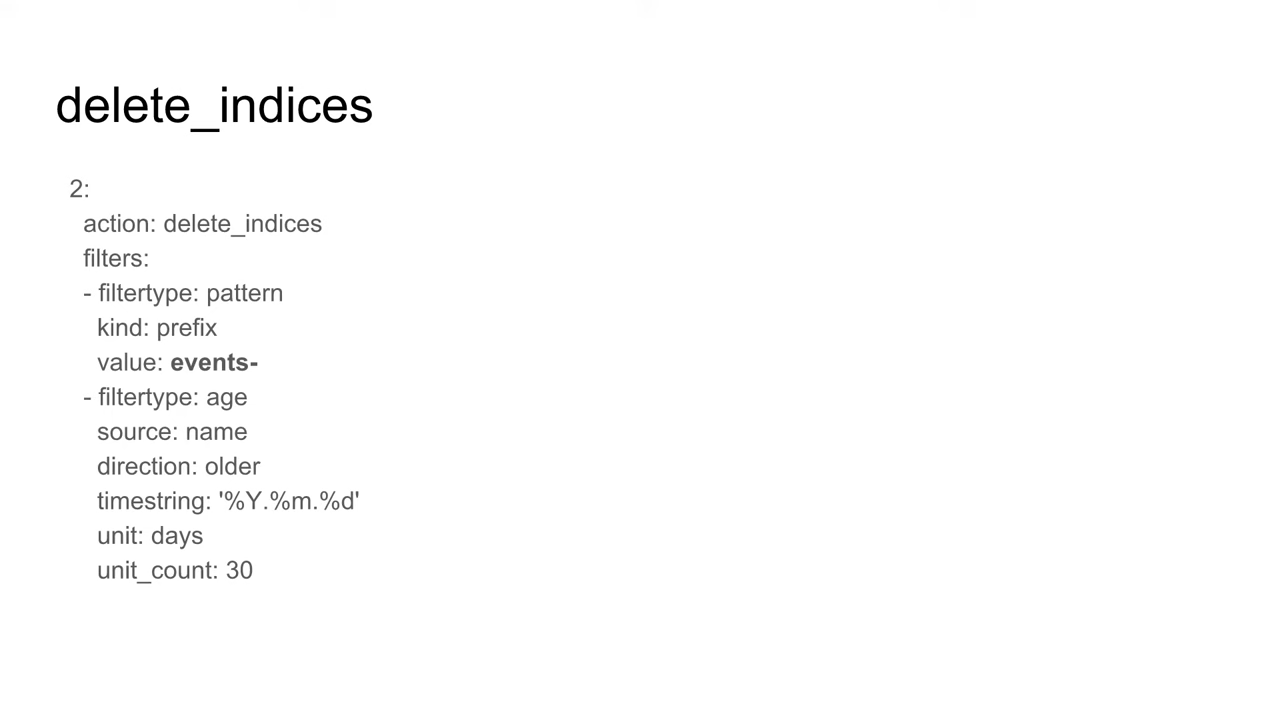 delete_indices
2:
action: delete_indices
filters:
- filtertype: pattern
kind: prefix
value: events-
- filtertype: age
source: name
direction: older
timestring: '%Y.%m.%d'
unit: days
unit_count: 30